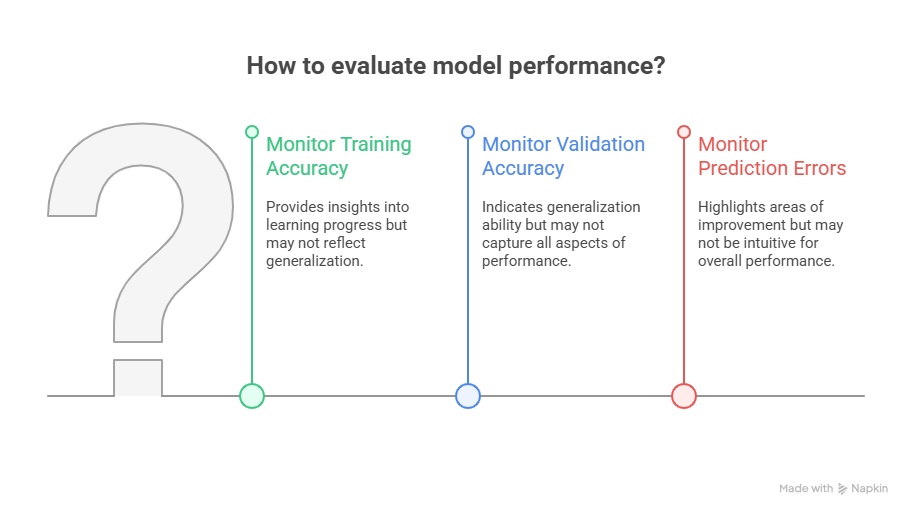 How to evaluate model performance?
Monitor Training
Accuracy
Provides insights into
learning progress but
may not reflect
generalization.
Monitor Validation
Accuracy
Indicates generalization
ability but may not
capture all aspects of
performance.
Monitor
Prediction Errors
Highlights areas of
improvement but may
not be intuitive for
overall performance.
?
Made with Napkin